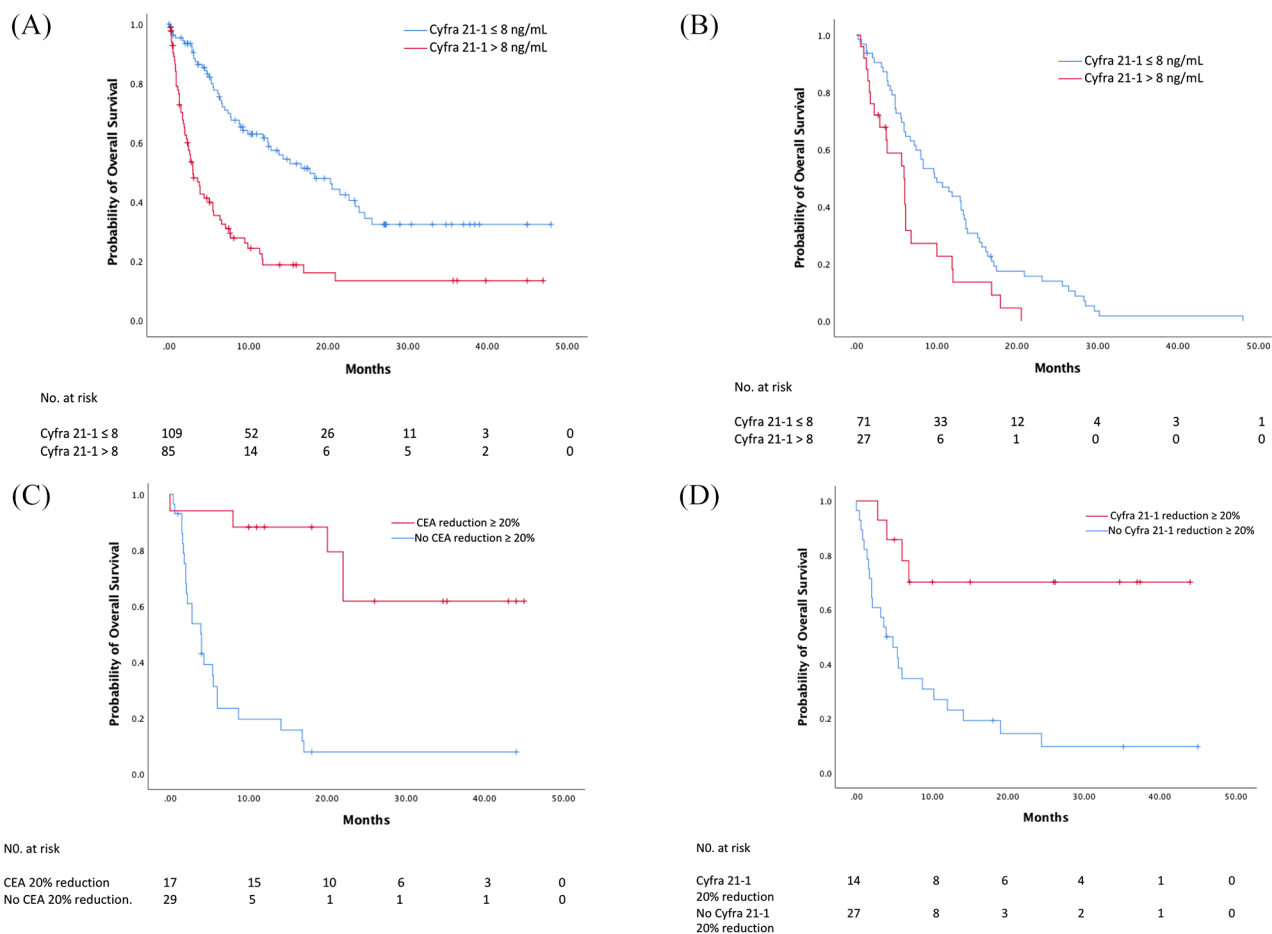 (A)
Cyfra 21-1 ≤ 8 ng/mL
Cyfra 21-1 > 8 ng/mL
Probability of Overall Survival
1.0
0.8
0.6
0.4
0.2
0.0
.00 10.00 20.00 30.00 40.00 50.00
Months
No. at risk
Cyfra 21-1 ≤ 8 109 52 26 11 3 0
Cyfra 21-1 > 8 85 14 6 5 2 0
(B)
Cyfra 21-1 ≤ 8 ng/mL
Cyfra 21-1 > 8 ng/mL
Probability of Overall Survival
1.0
0.8
0.6
0.4
0.2
0.0
.00 10.00 20.00 30.00 40.00 50.00
Months
No. at risk
Cyfra 21-1 ≤ 8 71 33 12 4 3 1
Cyfra 21-1 > 8 27 6 1 0 0 0
(C)
CEA reduction ≥ 20%
No CEA reduction ≥ 20%
Probability of Overall Survival
1.0
0.8
0.6
0.4
0.2
0.0
.00 10.00 20.00 30.00 40.00 50.00
Months
N0. at risk
CEA 20% reduction 17 15 10 6 3 0
No CEA 20% reduction. 29 5 1 1 1 0
(D)
Cyfra 21-1 reduction ≥ 20%
No Cyfra 21-1 reduction ≥ 20%
Probability of Overall Survival
1.0
0.8
0.6
0.4
0.2
0.0
.00 10.00 20.00 30.00 40.00 50.00
Months
N0. at risk
Cyfra 21-1 14 8 6 4 1 0
20% reduction
No Cyfra 21-1 27 8 3 2 1 0
20% reduction